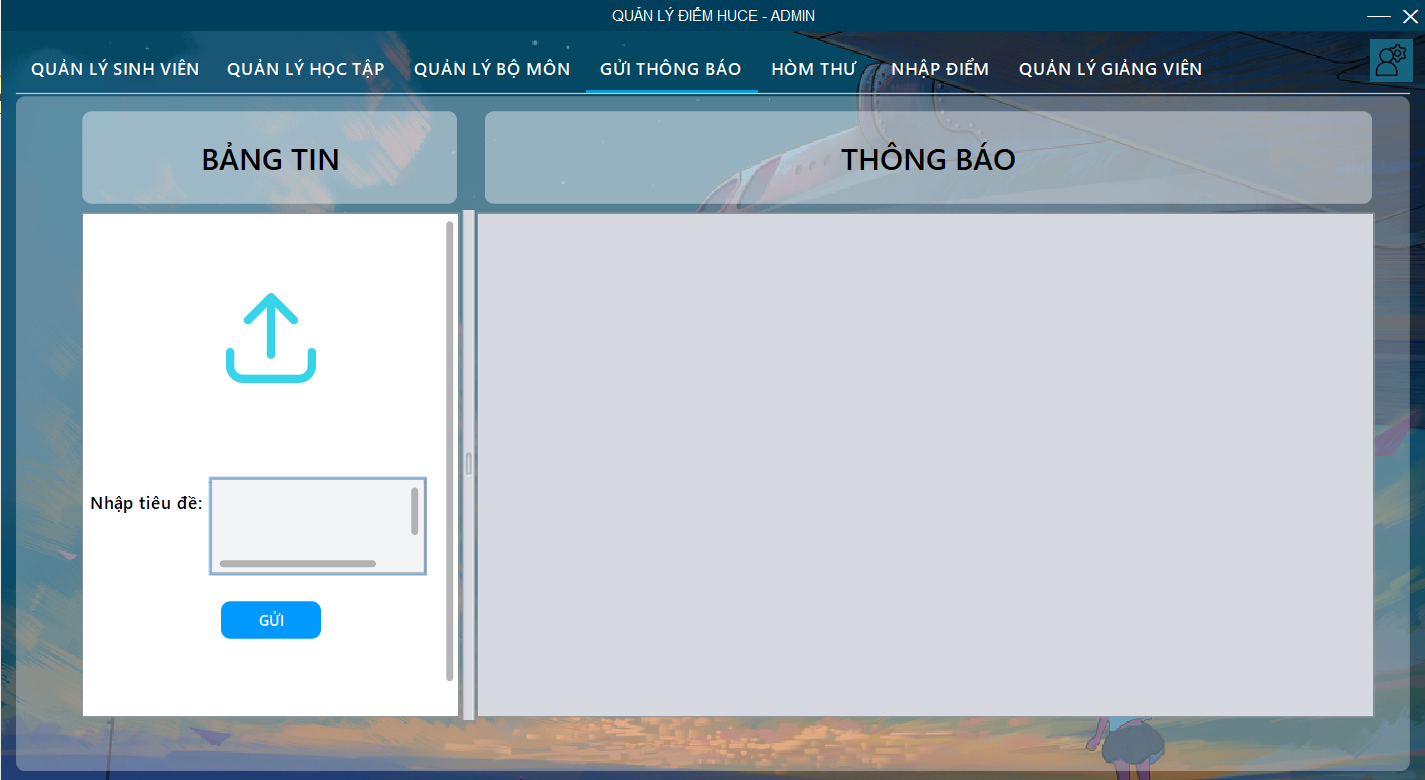 QUẢN LÝ ĐIỂM HUCE - ADMIN
QUẢN LÝ SINH VIÊN QUẢN LÝ HỌC TẬP QUẢN LÝ BỘ MÔN GỬI THÔNG BÁO HÒM THƯ NHẬP ĐIỂM QUẢN LÝ GIẢNG VIÊN
BẢNG TIN
THÔNG BÁO
Nhập tiêu đề:
GỬI